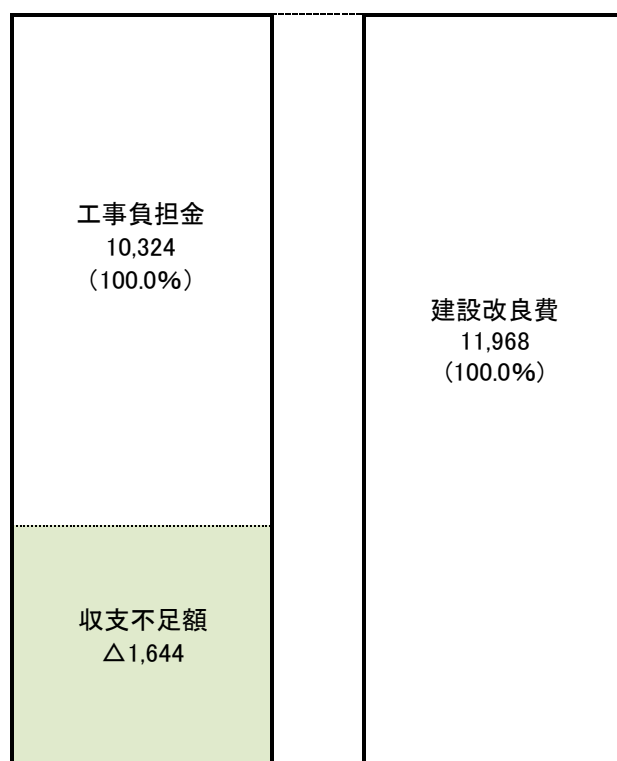 工事負担金
10,324
（100.0%）
収支不足額
△1,644
建設改良費
11,968
（100.0%）